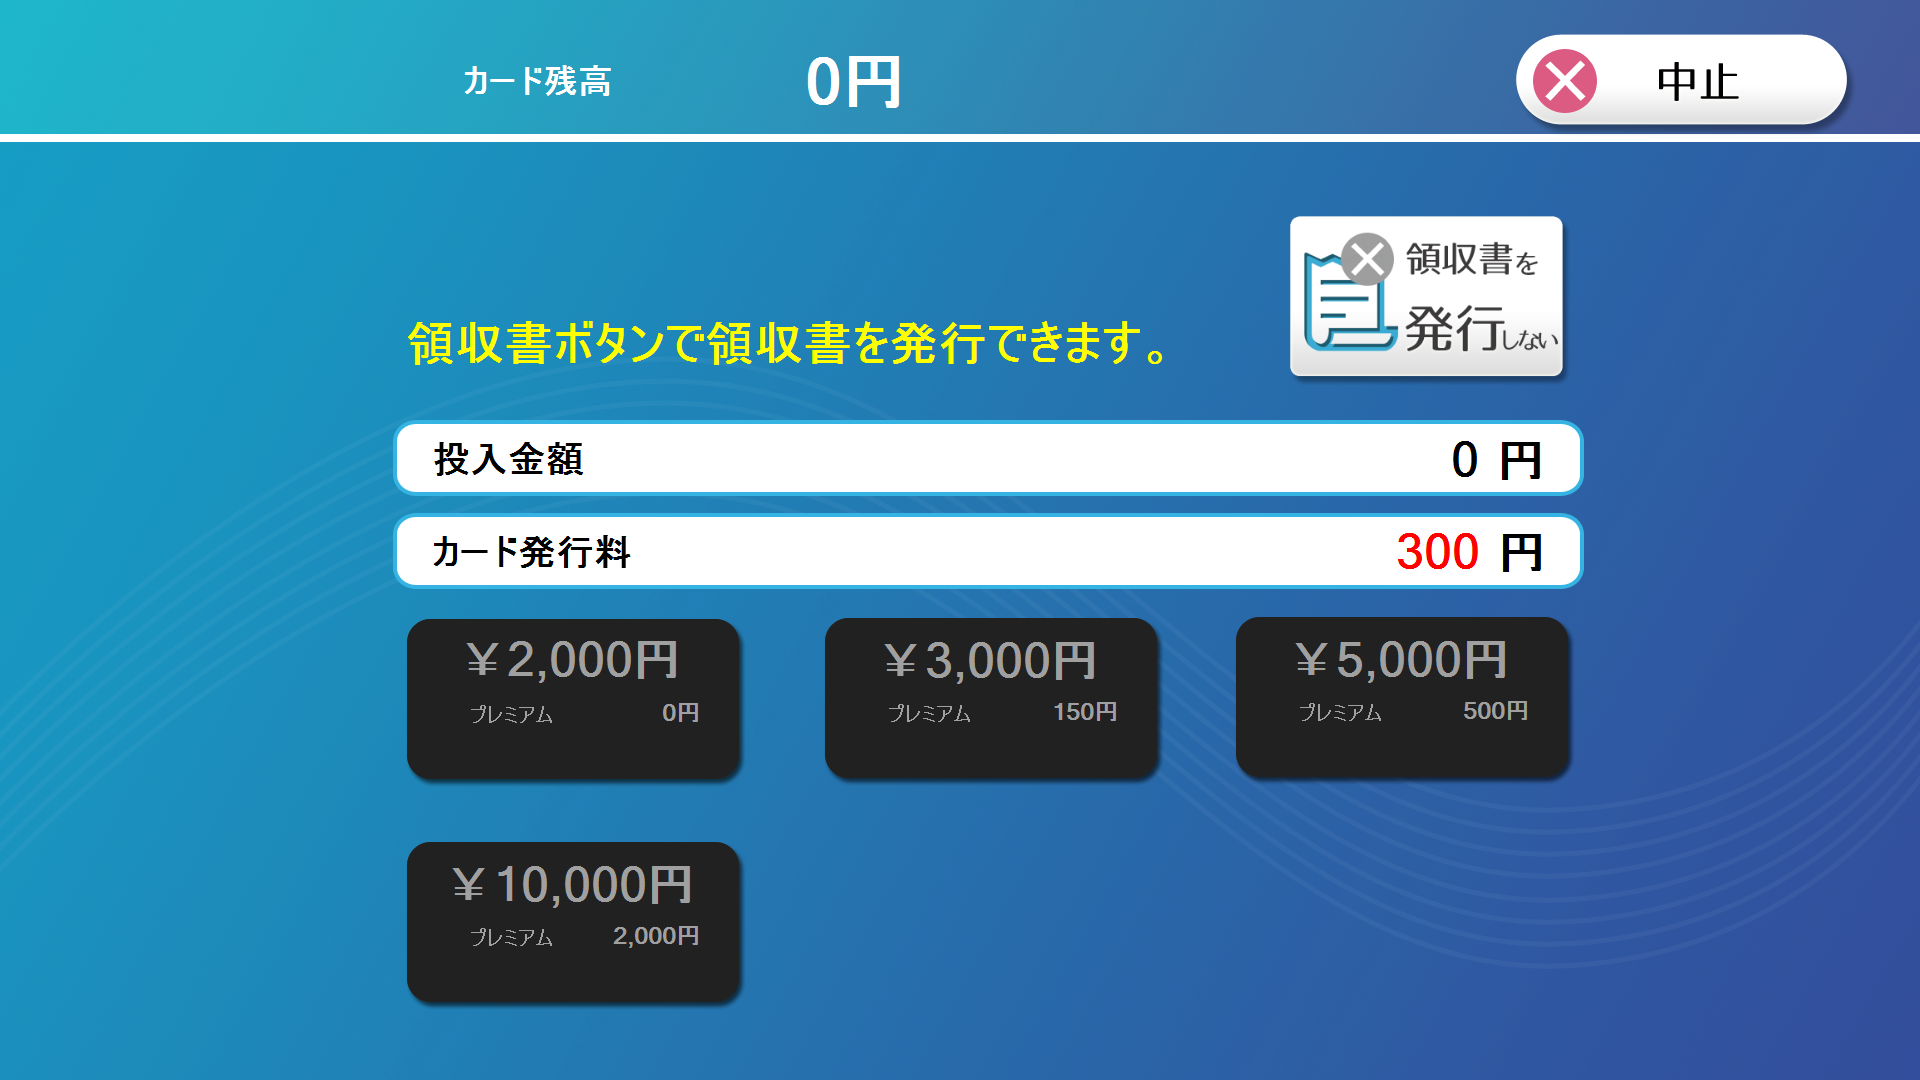 カード残高 0円
中止
領収書を
発行しない
領収書ボタンで領収書を発行できます。
投入金額 0 円
カード発行料 300 円
￥2,000円
プレミアム 0円
￥3,000円
プレミアム 150円
￥5,000円
プレミアム 500円
￥10,000円
プレミアム 2,000円